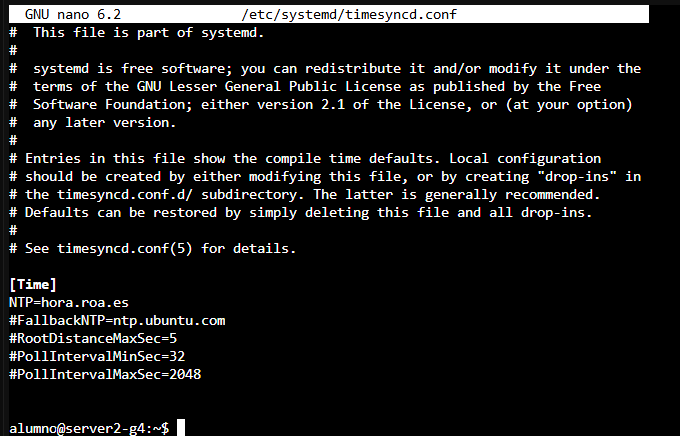 GNU nano 6.2 /etc/systemd/timesyncd.conf
# This file is part of systemd.
#
# systemd is free software; you can redistribute it and/or modify it under the
# terms of the GNU Lesser General Public License as published by the Free
# Software Foundation; either version 2.1 of the License, or (at your option)
# any later version.
#
# Entries in this file show the compile time defaults. Local configuration
# should be created by either modifying this file, or by creating "drop-ins" in
# the timesyncd.conf.d/ subdirectory. The latter is generally recommended.
# Defaults can be restored by simply deleting this file and all drop-ins.
#
# See timesyncd.conf(5) for details.
[Time]
NTP=hora.roa.es
#FallbackNTP=ntp.ubuntu.com
#RootDistanceMaxSec=5
#PollIntervalMinSec=32
#PollIntervalMaxSec=2048
alumno@server2-g4:~$